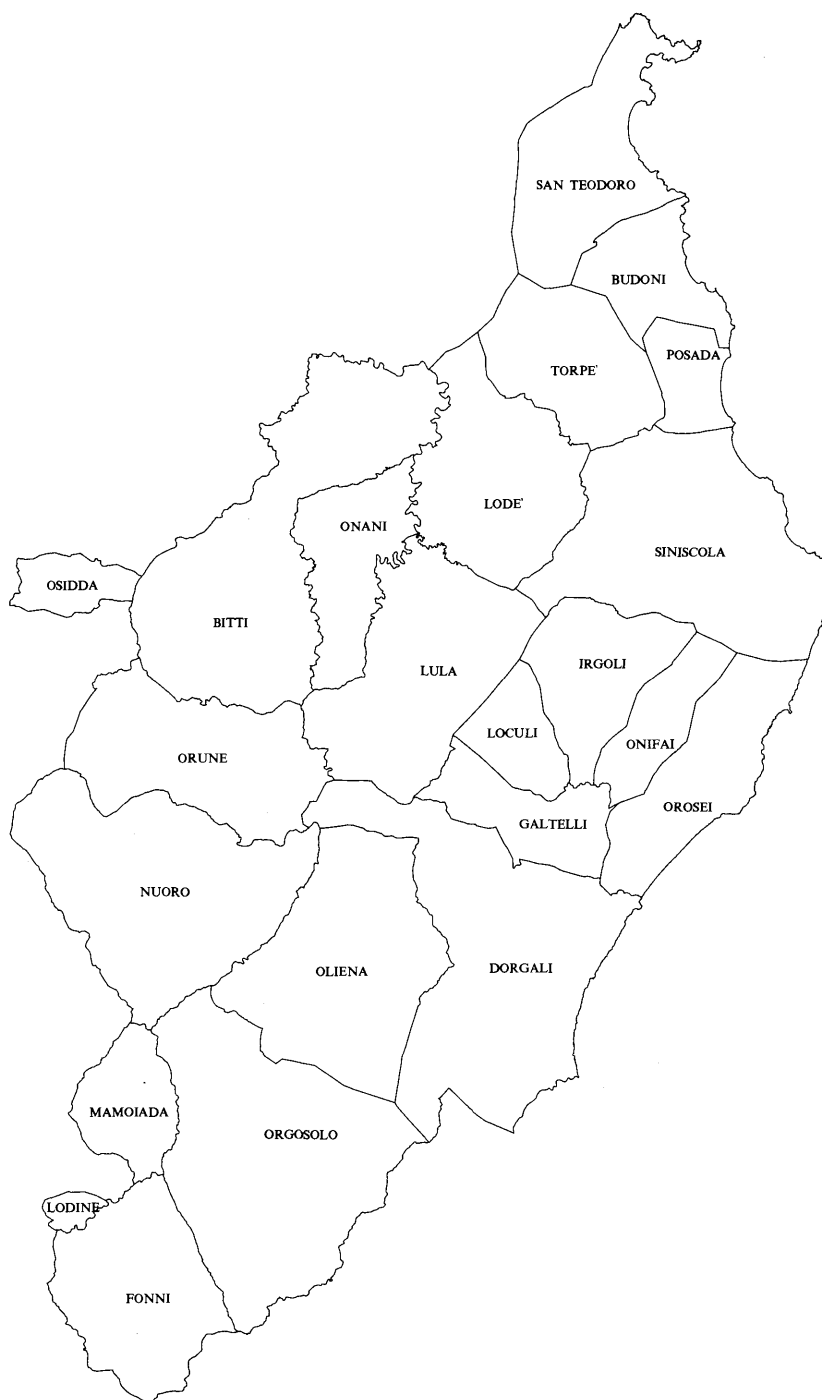 SAN TEODORO
BUDONI
POSADA
TORPE'
LODE'
ONANI
SINISCOLA
OSIDDA
BITTI
IRGOLI
LULA
LOCULI
ONIFAI
ORUNE
OROSEI
GALTELLI
NUORO
OLIENA
DORGALI
MAMOIADA
ORGOSOLO
LODINE
FONNI